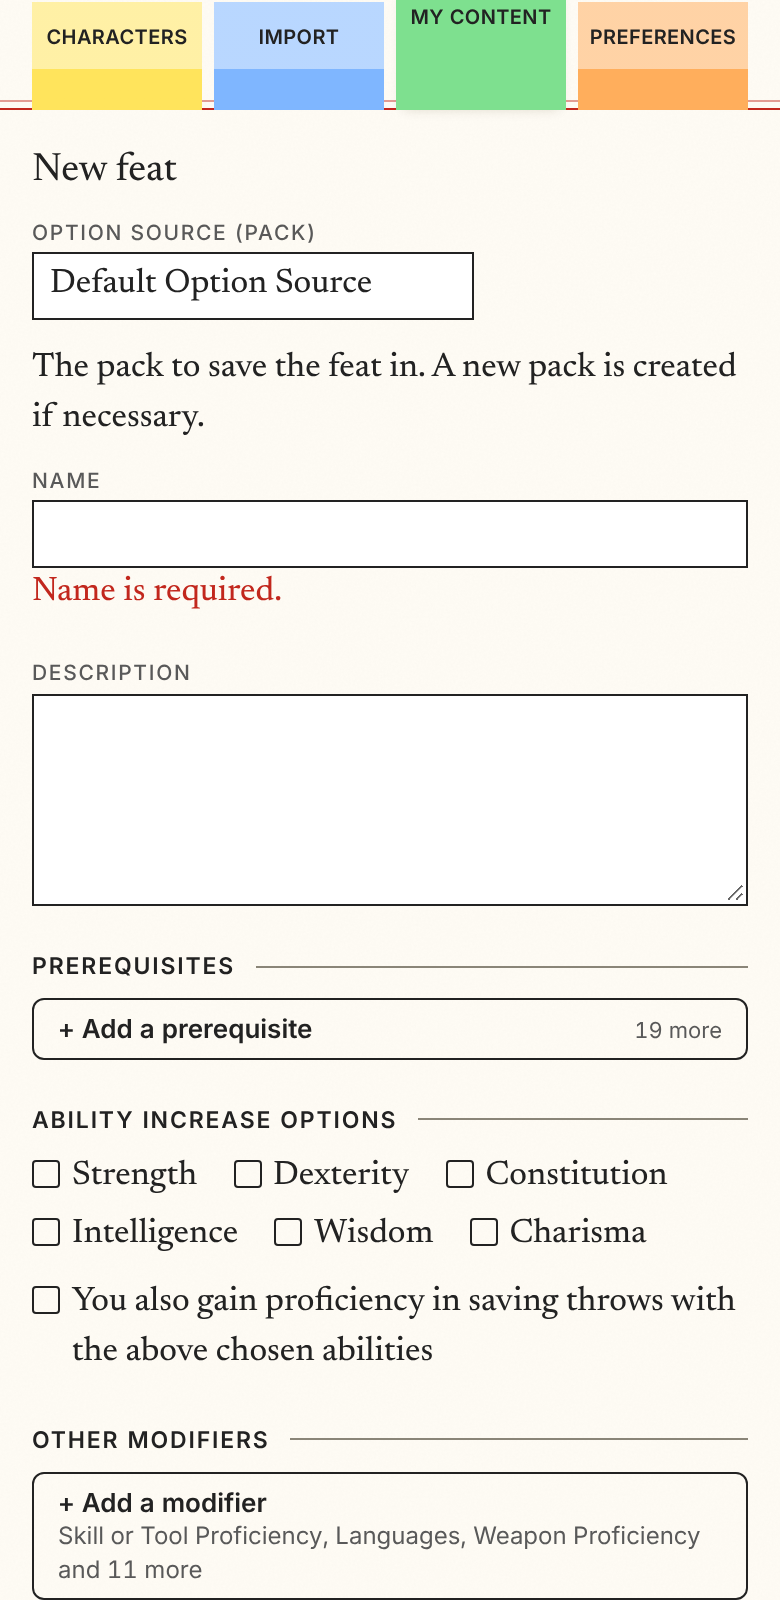 CHARACTERS
IMPORT
MY CONTENT
PREFERENCES
New feat
OPTION SOURCE (PACK)
Default Option Source
The pack to save the feat in. A new pack is created
if necessary.
NAME
Name is required.
DESCRIPTION
PREREQUISITES
+ Add a prerequisite
19 more
ABILITY INCREASE OPTIONS
Strength
Dexterity
Constitution
Intelligence
Wisdom
Charisma
You also gain proficiency in saving throws with
the above chosen abilities
OTHER MODIFIERS
+ Add a modifier
Skill or Tool Proficiency, Languages, Weapon Proficiency
and 11 more